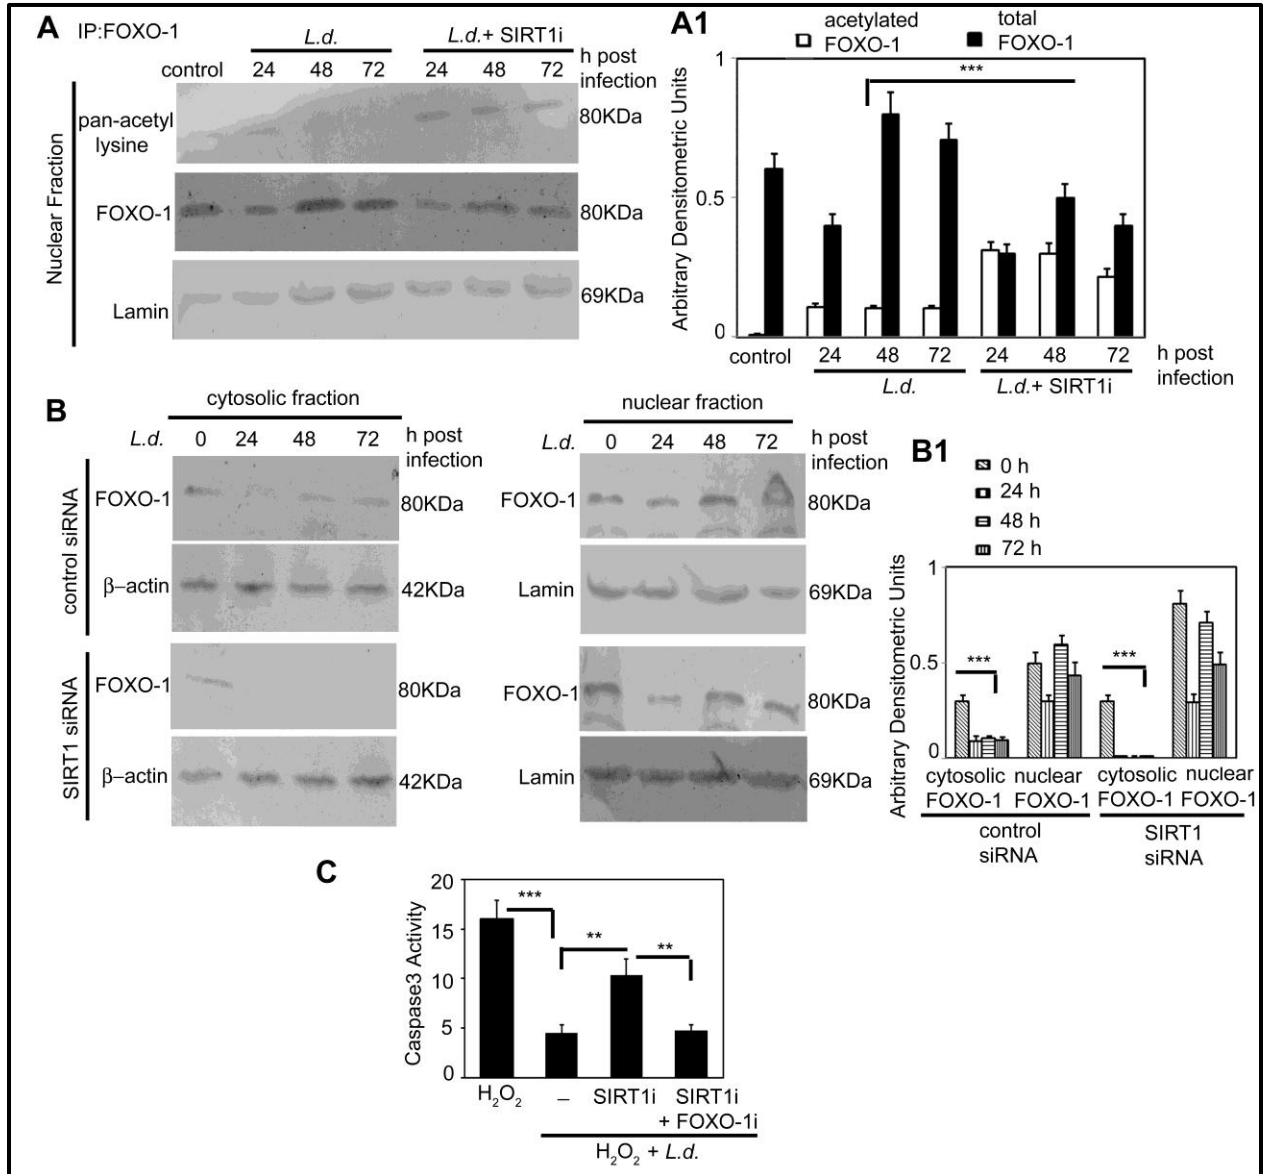 A
IP:FOXO-1
L.d.
L.d.+ SIRT1i
control 24 48 72 24 48 72 h post
infection
Nuclear Fraction
pan-acetyl
lysine
80KDa
FOXO-1
80KDa
Lamin
69KDa
A1
acetylated
FOXO-1
total
FOXO-1
Arbitrary Densitometric Units
1
0.5
0
***
control 24 48 72 24 48 72 h post
infection
L.d. L.d.+ SIRT1i
B
cytosolic fraction
L.d. 0 24 48 72 h post
infection
nuclear fraction
L.d. 0 24 48 72 h post
infection
control siRNA
FOXO-1 80KDa
FOXO-1 80KDa
β–actin 42KDa
Lamin 69KDa
SIRT1 siRNA
FOXO-1 80KDa
FOXO-1 80KDa
β–actin 42KDa
Lamin 69KDa
B1
0 h
24 h
48 h
72 h
Arbitrary Densitometric Units
1
0.5
0
***
***
cytosolic nuclear cytosolic nuclear
FOXO-1 FOXO-1 FOXO-1 FOXO-1
control
siRNA
SIRT1
siRNA
C
Caspase3 Activity
20
15
10
5
0
***
**
**
H2O2 – SIRT1i SIRT1i
+ FOXO-1i
H2O2 + L.d.